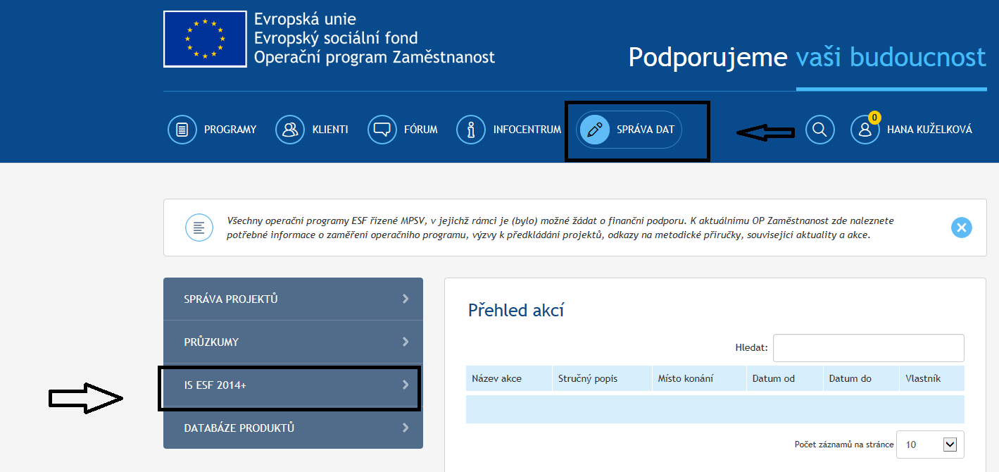 Evropská unie
Evropský sociální fond
Operační program Zaměstnanost
Podporujeme vaši budoucnost
PROGRAMY
KLIENTI
FÓRUM
INFOCENTRUM
SPRÁVA DAT
0
HANA KUŽELKOVÁ
Všechny operační programy ESF řízené MPSV, v jejichž rámci je (bylo) možné žádat o finanční podporu. K aktuálnímu OP Zaměstnanost zde naleznete
potřebné informace o zaměření operačního programu, výzvy k předkládání projektů, odkazy na metodické příručky, související aktuality a akce.
SPRÁVA PROJEKTŮ
PRŮZKUMY
IS ESF 2014+
DATABÁZE PRODUKTŮ
Přehled akcí
Hledat:
Název akce
Stručný popis
Místo konání
Datum od
Datum do
Vlastník
Počet záznamů na stránce
10